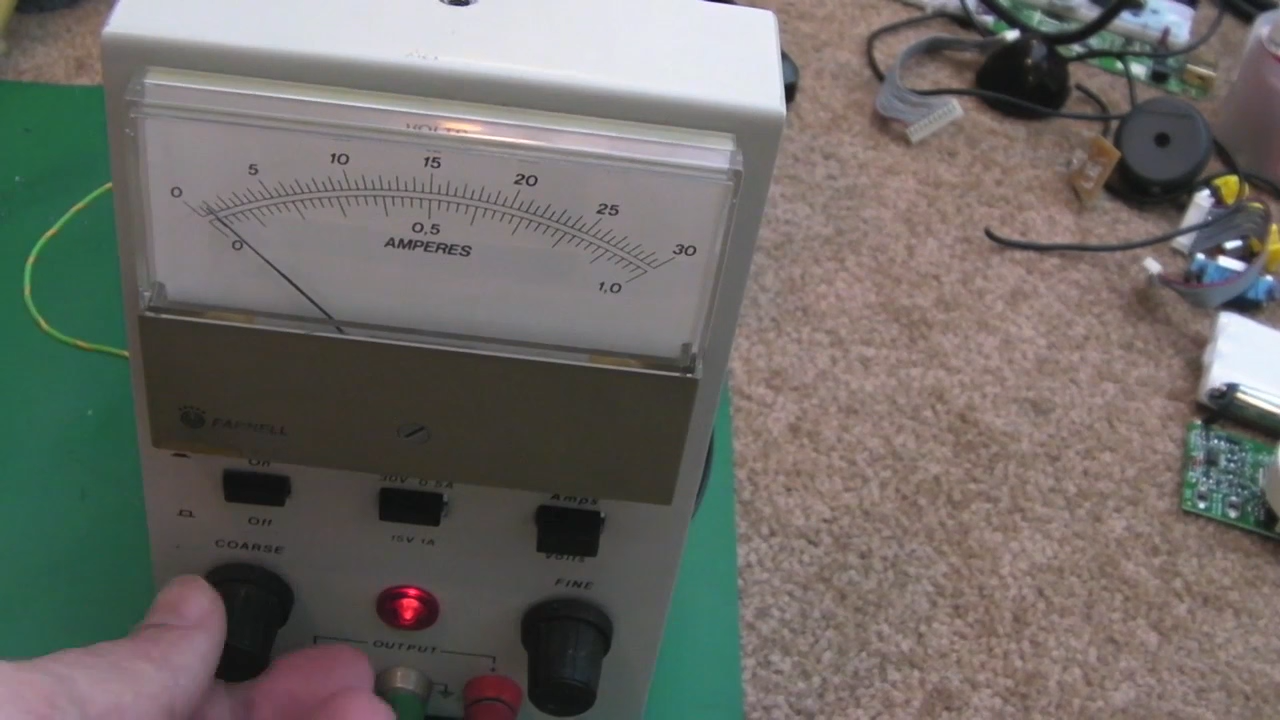 VOLTS
0 5 10 15 20 25 30
0 0,5 1,0
AMPERES
FARNELL
On
30V 0.5A
Amps
Off
15V 1A
Volts
COARSE
FINE
OUTPUT